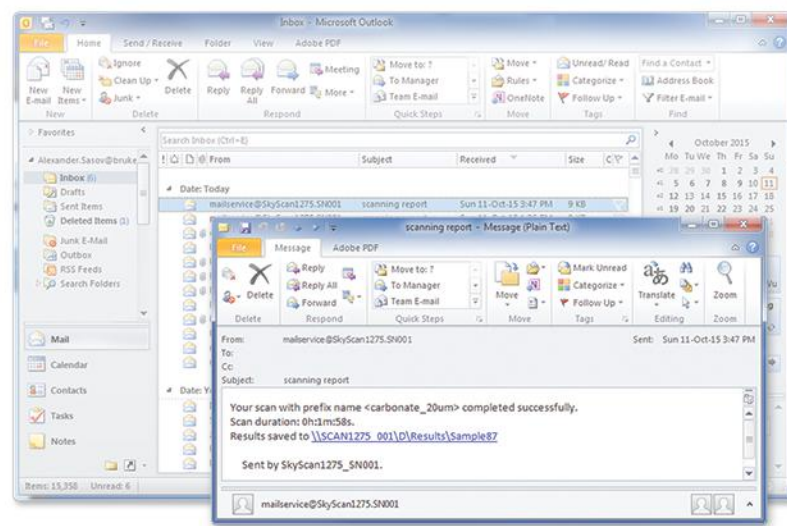 Inbox - Microsoft Outlook
File Home Send / Receive Folder View Adobe PDF
New E-mail
New Items
Ignore
Clean Up
Junk
Delete
Reply
Reply All
Forward
Meeting
More
Move to: ?
To Manager
Team E-mail
Move
Rules
OneNote
Unread/ Read
Categorize
Follow Up
Find a Contact
Address Book
Filter E-mail
New Delete Respond Quick Steps Move Tags Find
Favorites
Alexander.Sasov@bruke
Inbox (6)
Drafts
Sent Items
Deleted Items (1)
Junk E-Mail
Outbox
RSS Feeds
Search Folders
Mail
Calendar
Contacts
Tasks
Notes
Items: 15,358 Unread: 6
Search Inbox (Ctrl+E)
From Subject Received Size
Date: Today
mailservice@SkyScan1275.SN001 scanning report Sun 11-Oct-15 3:47 PM 9 KB
October 2015
Mo Tu We Th Fr Sa Su
28 29 30 1 2 3 4
5 6 7 8 9 10 11
12 13 14 15 16 17 18
19 20 21 22 23 24 25
scanning report - Message (Plain Text)
File Message Adobe PDF
Delete
Reply
Reply All
Forward
Move to: ?
To Manager
Team E-mail
Move
Mark Unread
Categorize
Follow Up
Translate
Zoom
Delete Respond Quick Steps Move Tags Editing Zoom
From: mailservice@SkyScan1275.SN001 Sent: Sun 11-Oct-15 3:47 PM
To:
Cc:
Subject: scanning report
Your scan with prefix name <carbonate_20um> completed successfully.
Scan duration: 0h:1m:58s.
Results saved to \\SCAN1275_001\D\Results\Sample87
Sent by SkyScan1275_SN001.
mailservice@SkyScan1275.SN001